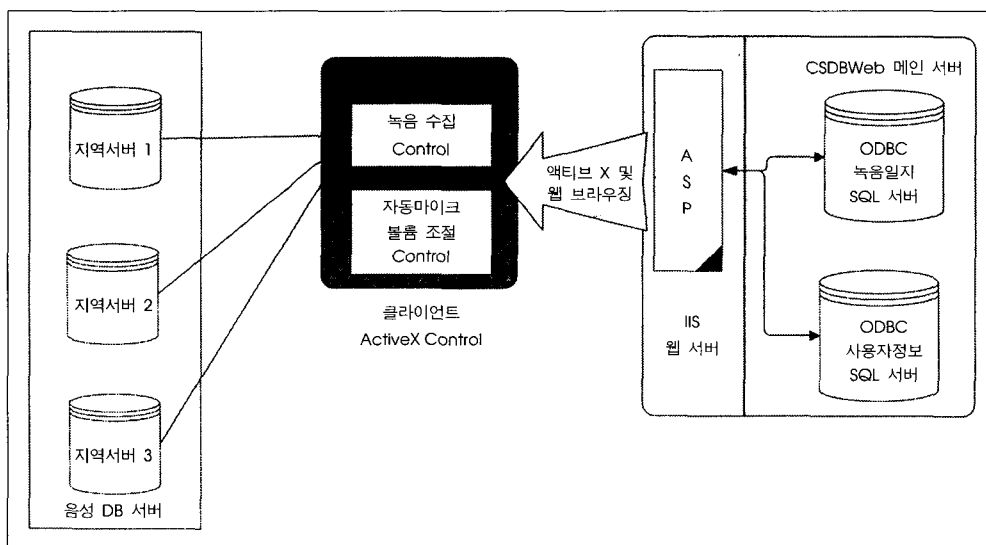 지역서버 1
지역서버 2
지역서버 3
음성 DB 서버
녹음 수집
Control
자동마이크
볼륨 조절
Control
클라이언트
ActiveX Control
액티브 X 및
웹 브라우징
A
S
P
IIS
웹 서버
CSDBWeb 메인 서버
ODBC
녹음일지
SQL 서버
ODBC
사용자정보
SQL 서버